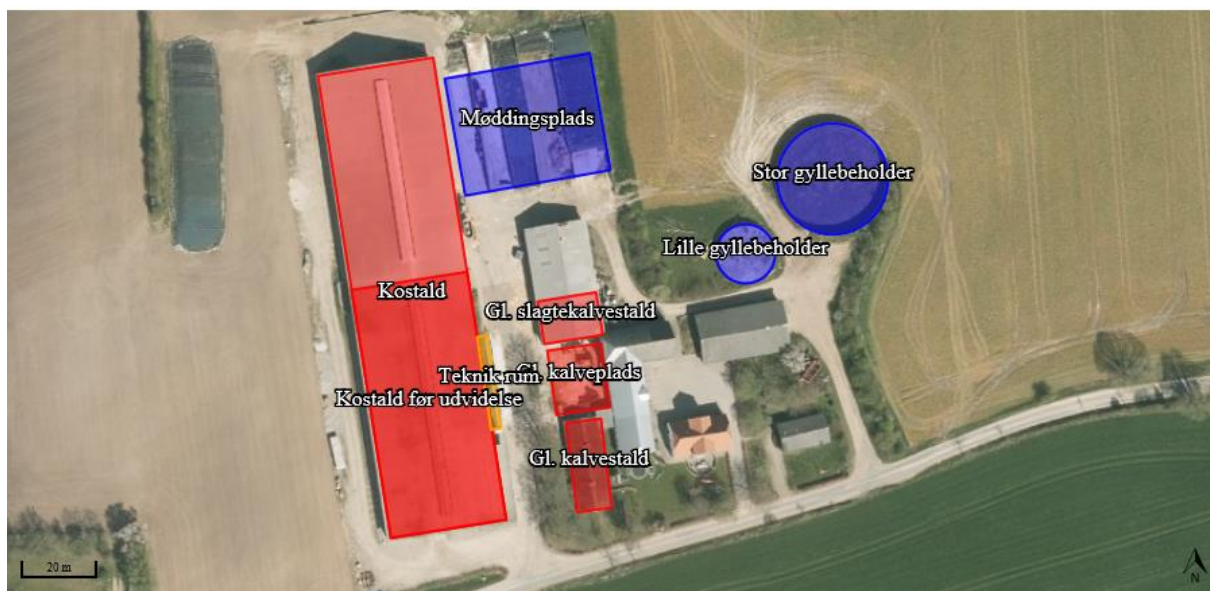 Møddingsplads
Stor gyllebeholder
Lille gyllebeholder
Kostald
Gl. slagtekalvestald
Teknik rum
Gl. kalveplads
Kostald før udvidelse
Gl. kalvestald
20 m
N